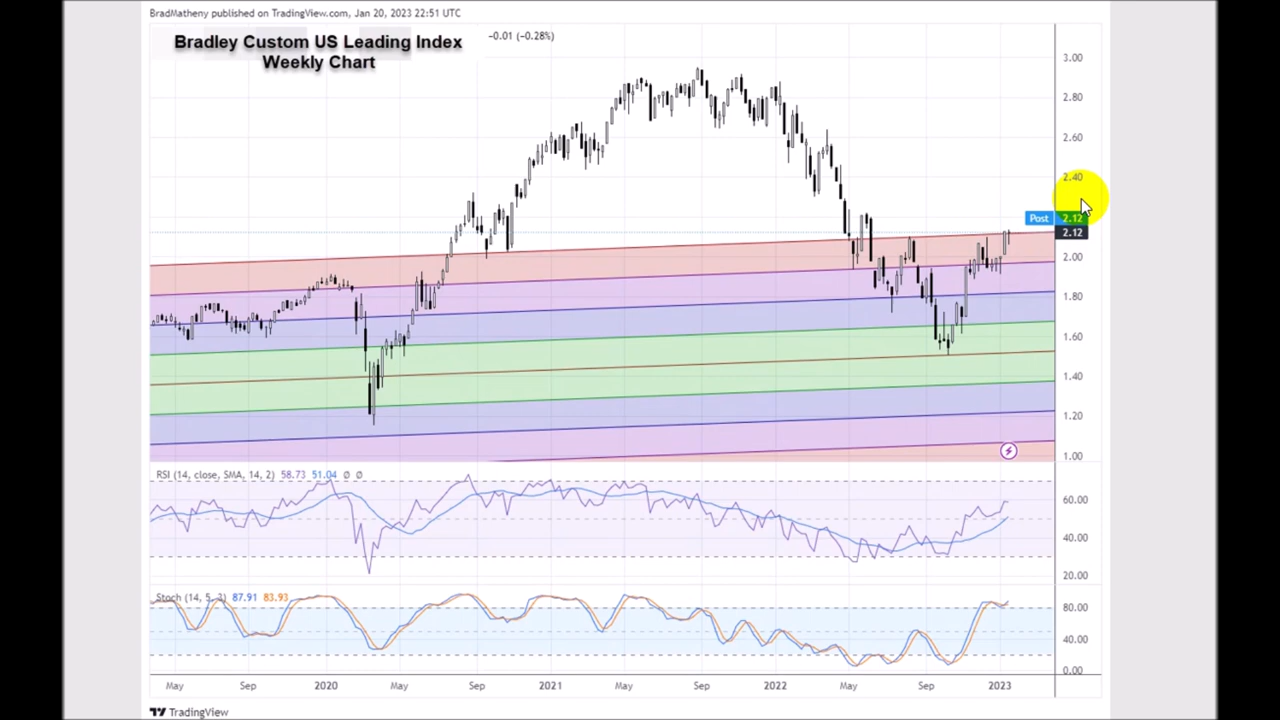 BradMatheny published on TradingView.com, Jan 20, 2023 22:51 UTC
Bradley Custom US Leading Index
Weekly Chart
−0.01 (−0.28%)
3.00
2.80
2.60
2.40
Post 2.12
2.12
2.00
1.80
1.60
1.40
1.20
1.00
RSI (14, close, SMA, 14, 2) 58.73 51.04 ∅ ∅
60.00
40.00
20.00
Stoch (14, 5, 3) 87.91 83.93
80.00
40.00
0.00
May Sep 2020 May Sep 2021 May Sep 2022 May Sep 2023
TradingView